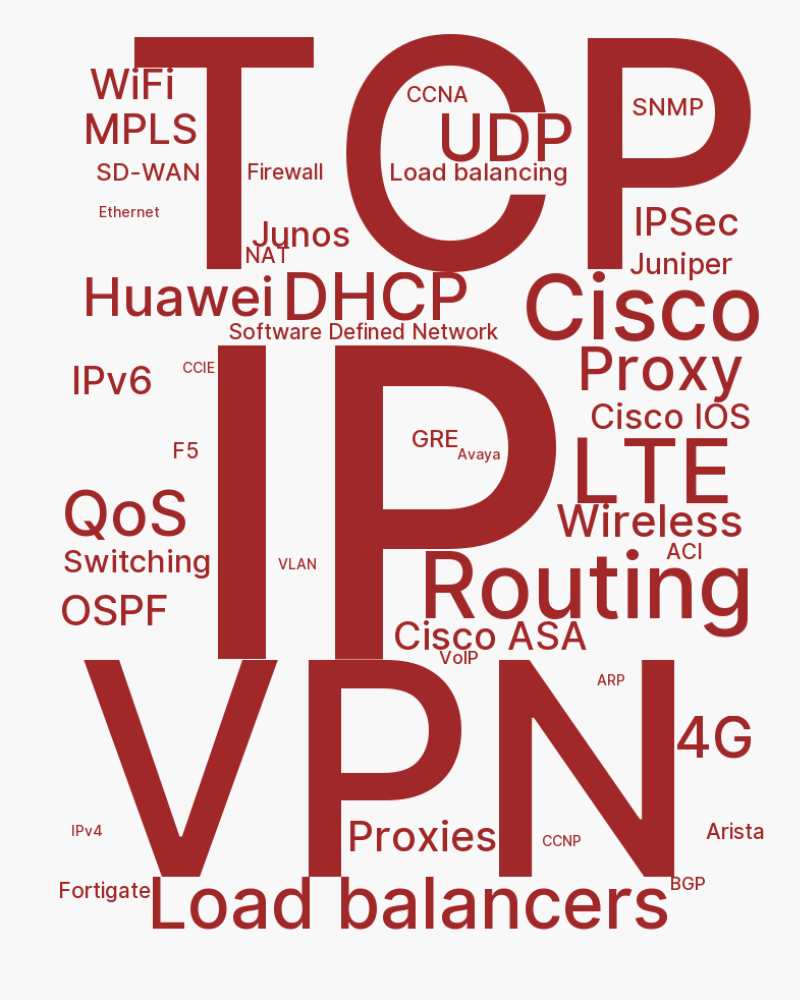 TCP
WiFi
CCNA
SNMP
MPLS
UDP
SD-WAN
Firewall
Load balancing
Ethernet
IPSec
Junos
NAT
Juniper
Huawei
DHCP
Cisco
Software Defined Network
IP
Proxy
CCIE
IPv6
Cisco IOS
GRE
F5
Avaya
LTE
QoS
Wireless
ACI
Switching
VLAN
Routing
OSPF
Cisco ASA
VoIP
VPN
ARP
4G
IPv4
Proxies
CCNP
Arista
Fortigate
BGP
Load balancers